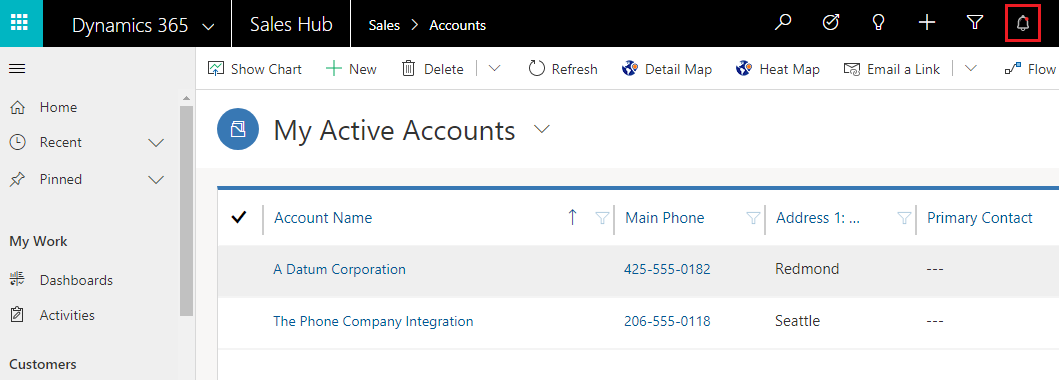 Dynamics 365 Sales Hub Sales > Accounts
Show Chart New Delete Refresh Detail Map Heat Map Email a Link Flow
Home
Recent
Pinned
My Work
Dashboards
Activities
Customers
My Active Accounts
Account Name Main Phone Address 1: ... Primary Contact
A Datum Corporation 425-555-0182 Redmond ---
The Phone Company Integration 206-555-0118 Seattle ---